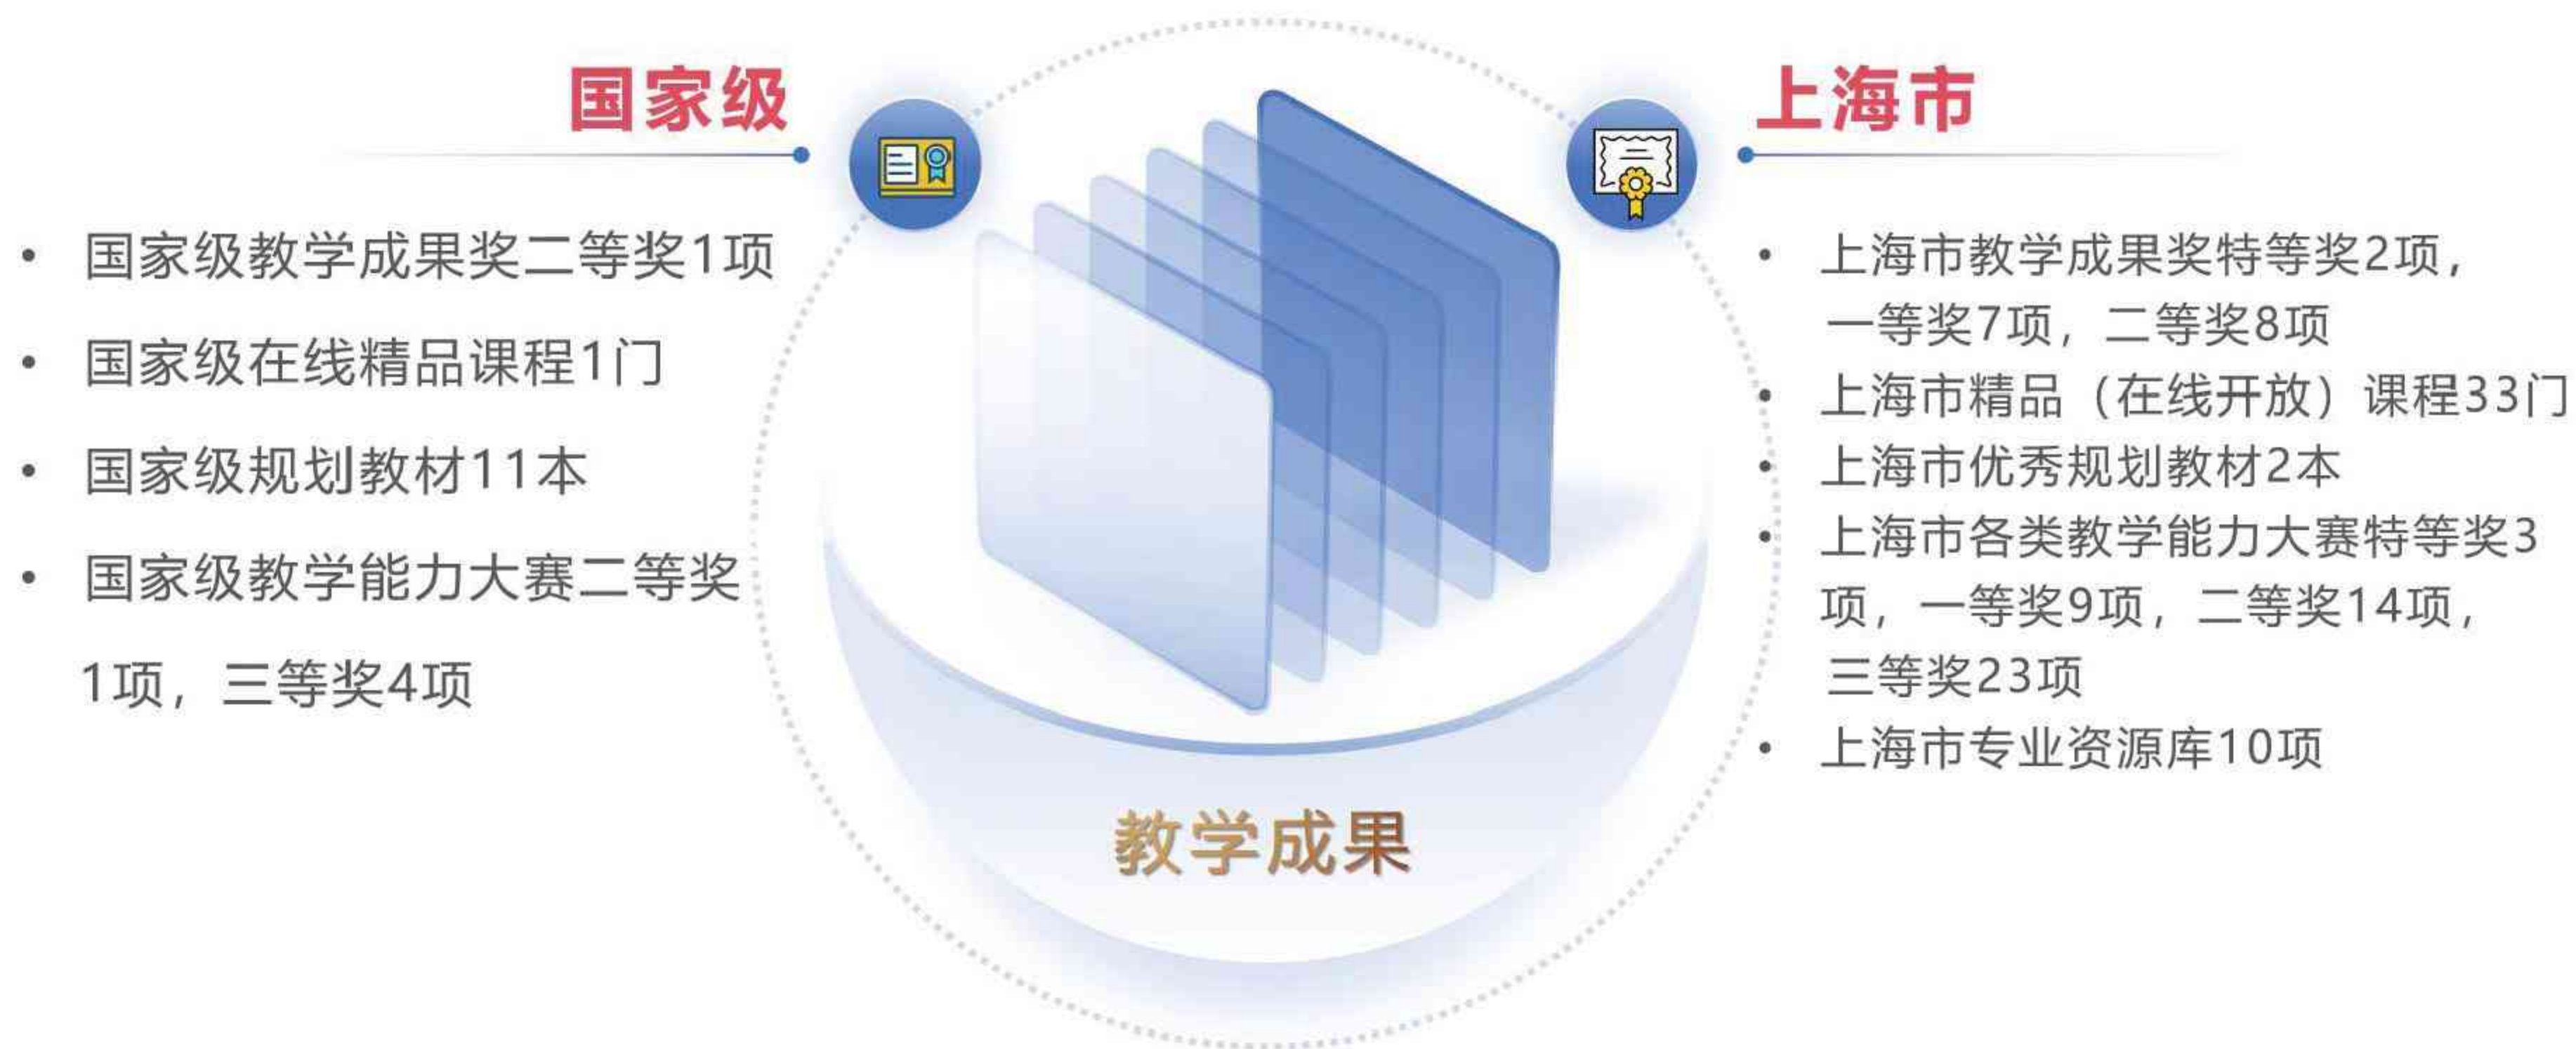 国家级
• 国家级教学成果奖二等奖1项
• 国家级在线精品课程1门
• 国家级规划教材11本
• 国家级教学能力大赛二等奖
1项，三等奖4项
上海市
• 上海市教学成果奖特等奖2项，
一等奖7项，二等奖8项
• 上海市精品（在线开放）课程33门
• 上海市优秀规划教材2本
• 上海市各类教学能力大赛特等奖3
项，一等奖9项，二等奖14项，
三等奖23项
• 上海市专业资源库10项
教学成果